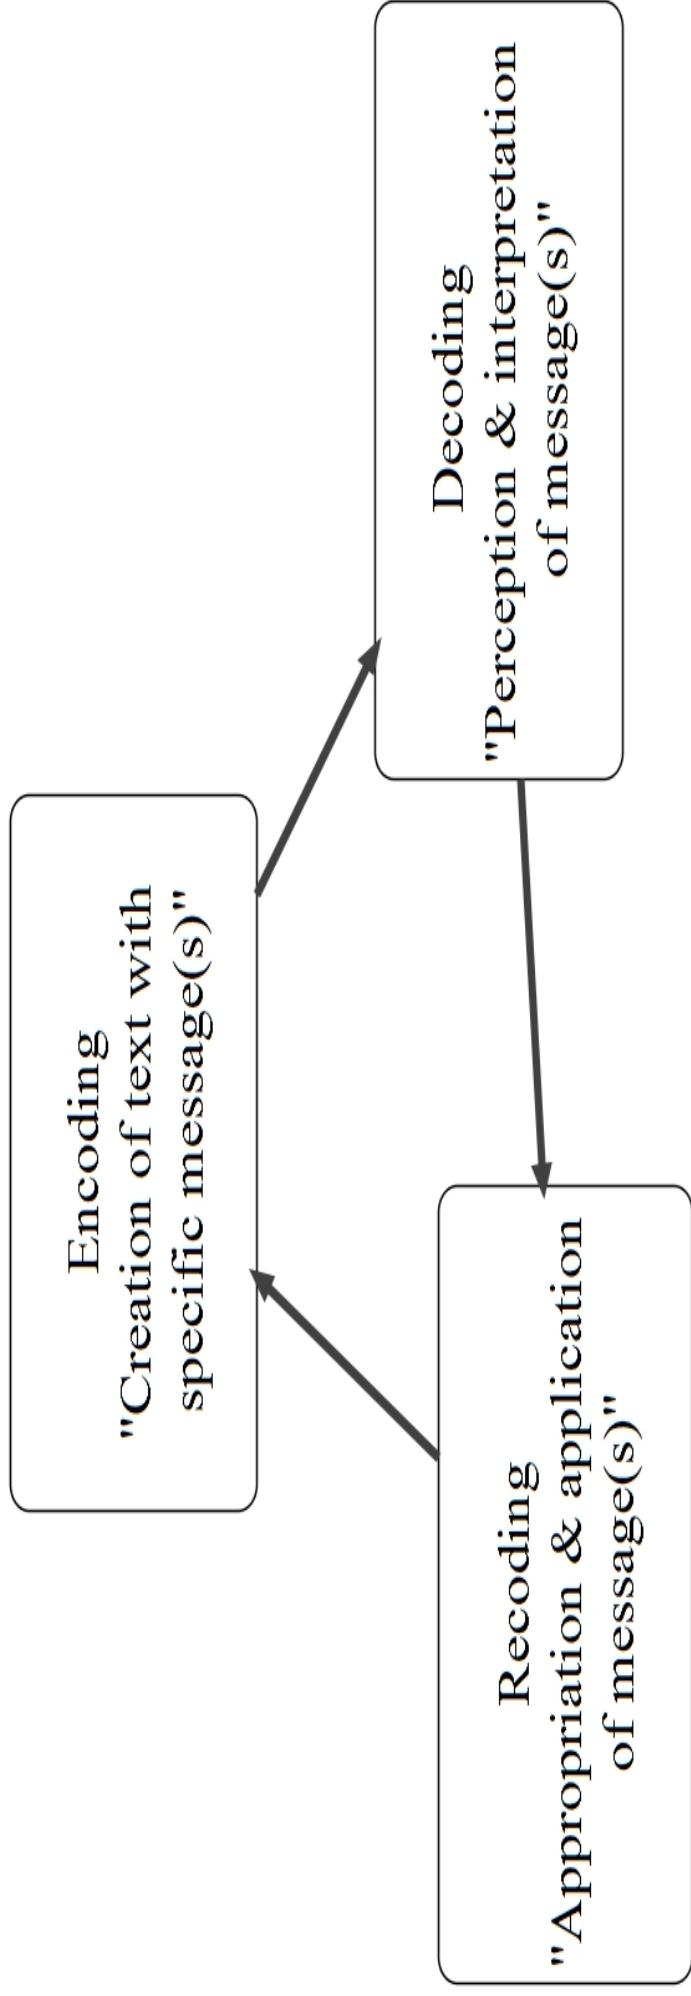 Encoding
"Creation of text with
specific message(s)"
Decoding
"Perception & interpretation
of message(s)"
Recoding
"Appropriation & application
of message(s)"